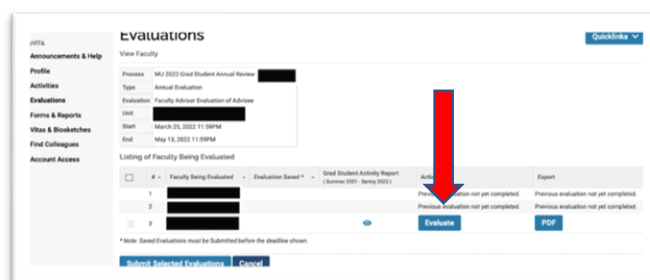 Evaluations
Quicklinks
View Faculty
Announcements & Help
Profile
Activities
Evaluations
Forms & Reports
Vitas & Biosketches
Find Colleagues
Account Access
Process MU 2022 Grad Student Annual Review
Type Annual Evaluation
Evaluation Faculty Advisor Evaluation of Advisee
Unit
Start March 25, 2022 11:59PM
End May 13, 2022 11:59PM
Listing of Faculty Being Evaluated
# Faculty Being Evaluated Evaluation Saved * Grad Student Activity Report Export
( Summer 2021 - Spring 2022 )
1 Previous evaluation not yet completed. Previous evaluation not yet completed.
2 Previous evaluation not yet completed. Previous evaluation not yet completed.
3 Evaluate PDF
* Note: Saved Evaluations must be Submitted before the deadline shown.
Submit Selected Evaluations Cancel